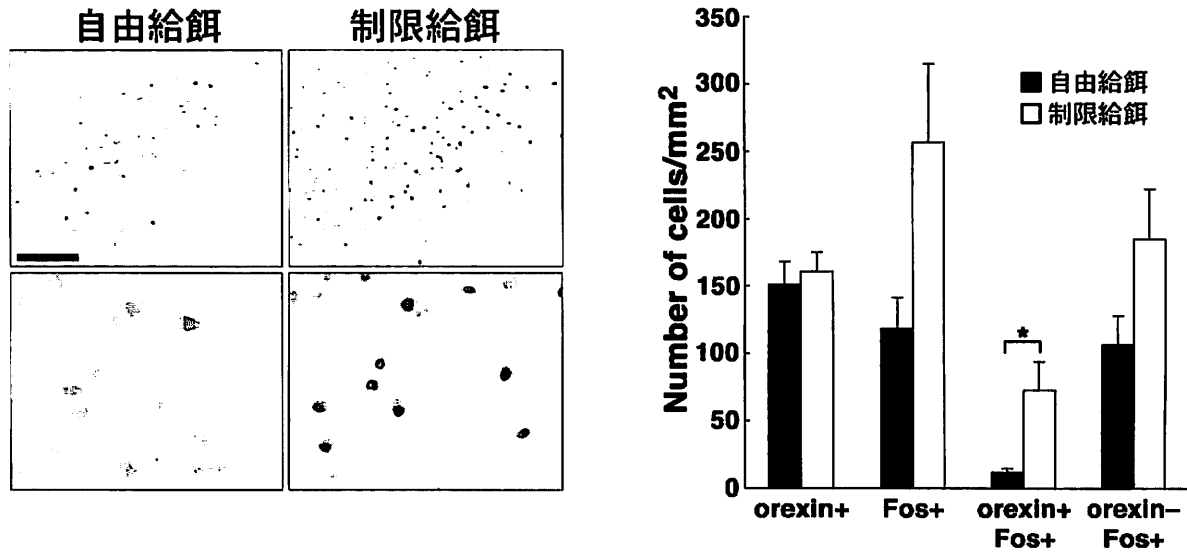 自由給餌
制限給餌
350
300
250
200
150
100
50
0
Number of cells/mm²
自由給餌
制限給餌
*
orexin+
Fos+
orexin+
Fos+
orexin–
Fos+